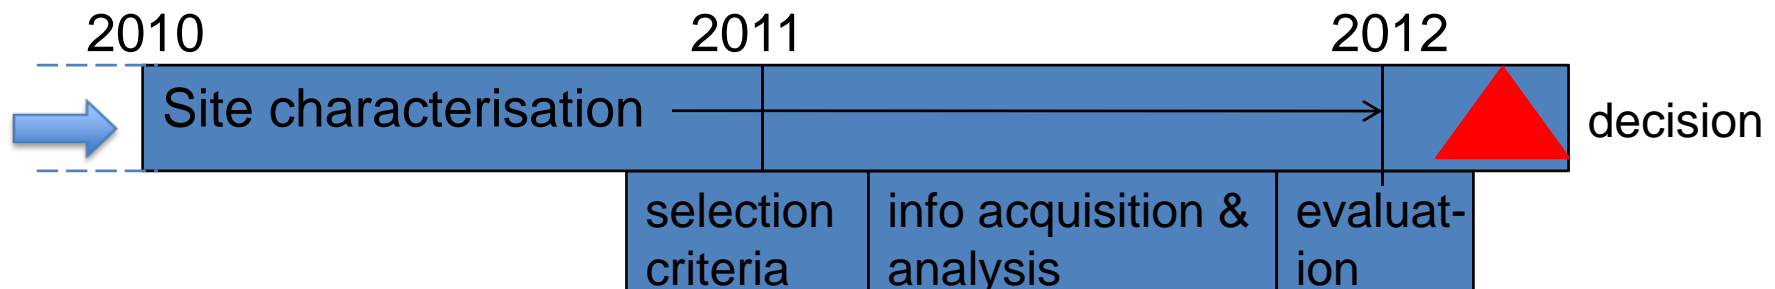 2010 2011 2012
Site characterisation
decision
selection
criteria
info acquisition &
analysis
evaluat-
ion